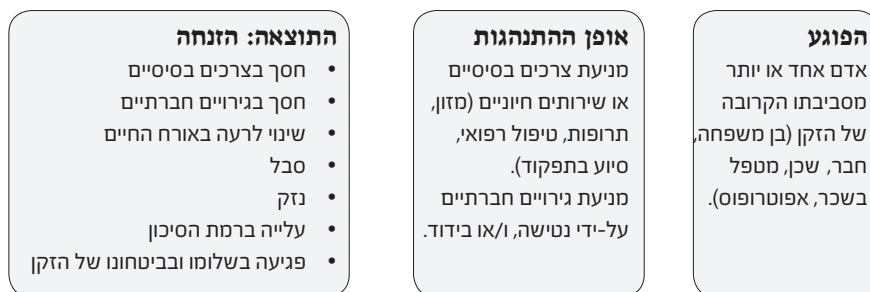 הפוגע
אדם אחד או יותר
מסביבתו הקרובה
של הזקן (בן משפחה,
חבר, שכן, מטפל
בשכר, אפוטרופוס).
אופן ההתנהגות
מניעת צרכים בסיסיים
או שירותים חיוניים (מזון,
תרופות, טיפול רפואי,
סיוע בתפקוד).
מניעת גירויים חברתיים
על-ידי נטישה, ו/או בידוד.
התוצאה: הזנחה
• חסך בצרכים בסיסיים
• חסך בגירויים חברתיים
• שינוי לרעה באורח החיים
• סבל
• נזק
• עלייה ברמת הסיכון
• פגיעה בשלומו ובביטחונו של הזקן